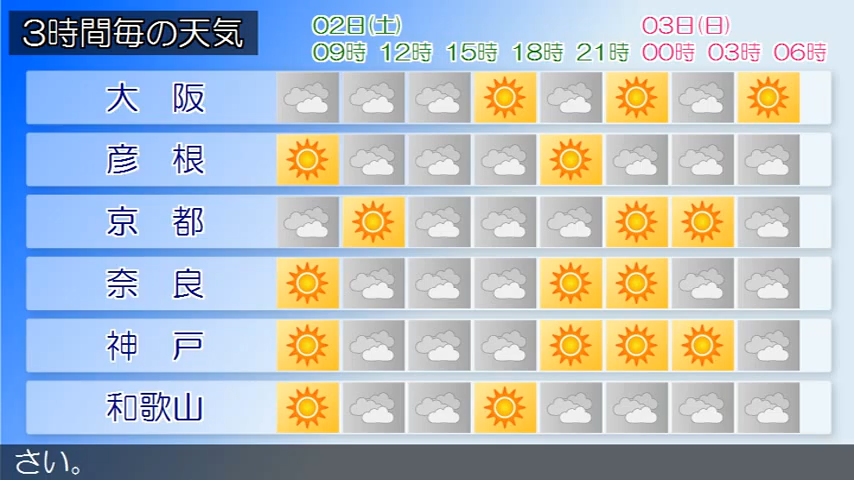 3時間毎の天気
02日(土) 03日(日)
09時 12時 15時 18時 21時 00時 03時 06時
大阪
彦根
京都
奈良
神戸
和歌山
さい。